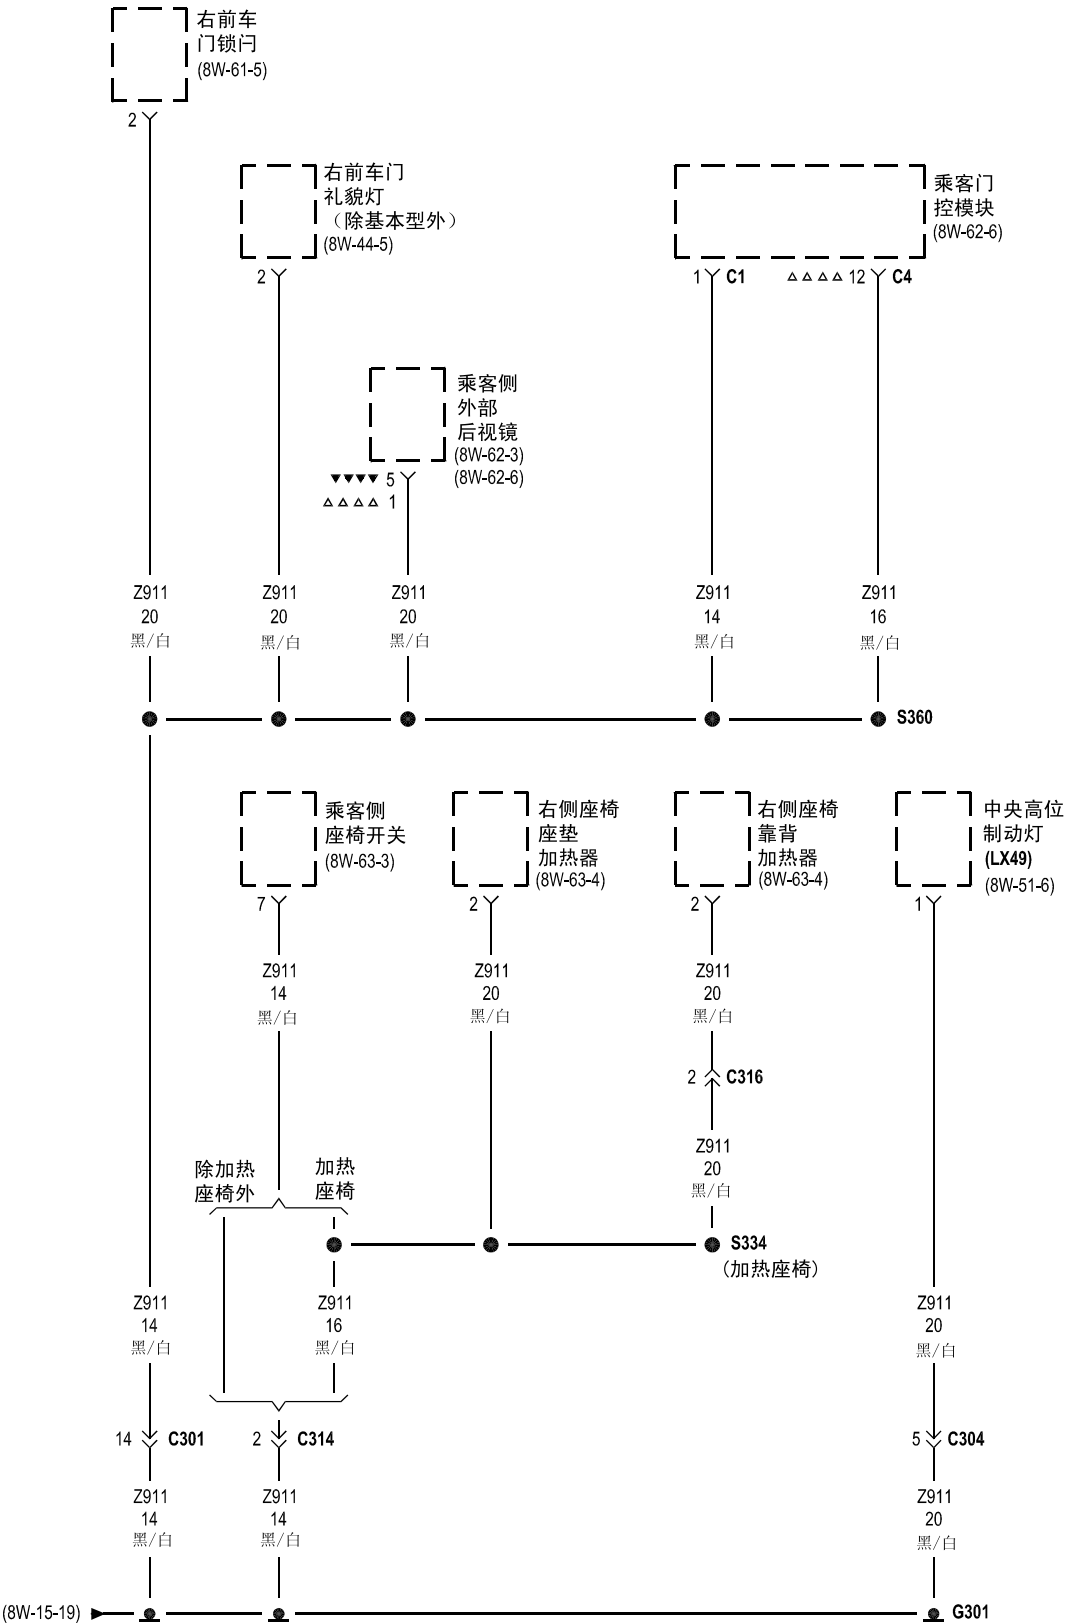 右前车
门锁闩
(8W-61-5)
2
右前车门
礼貌灯
（除基本型外）
(8W-44-5)
2
乘客门
控模块
(8W-62-6)
1 C1
△△△△ 12 C4
乘客侧
外部
后视镜
(8W-62-3)
(8W-62-6)
▼▼▼▼ 5
△△△△ 1
Z911 Z911 Z911 Z911 Z911
20 20 20 14 16
黑/白 黑/白 黑/白 黑/白 黑/白
S360
乘客侧
座椅开关
(8W-63-3)
7
右侧座椅
座垫
加热器
(8W-63-4)
2
右侧座椅
靠背
加热器
(8W-63-4)
2
中央高位
制动灯
(LX49)
(8W-51-6)
1
Z911 Z911 Z911
14 20 20
黑/白 黑/白 黑/白
2 C316
Z911
20
黑/白
除加热
座椅外
加热
座椅
S334
(加热座椅)
Z911 Z911 Z911
14 16 20
黑/白 黑/白 黑/白
14 C301 2 C314 5 C304
Z911 Z911 Z911
14 14 20
黑/白 黑/白 黑/白
(8W-15-19) G301